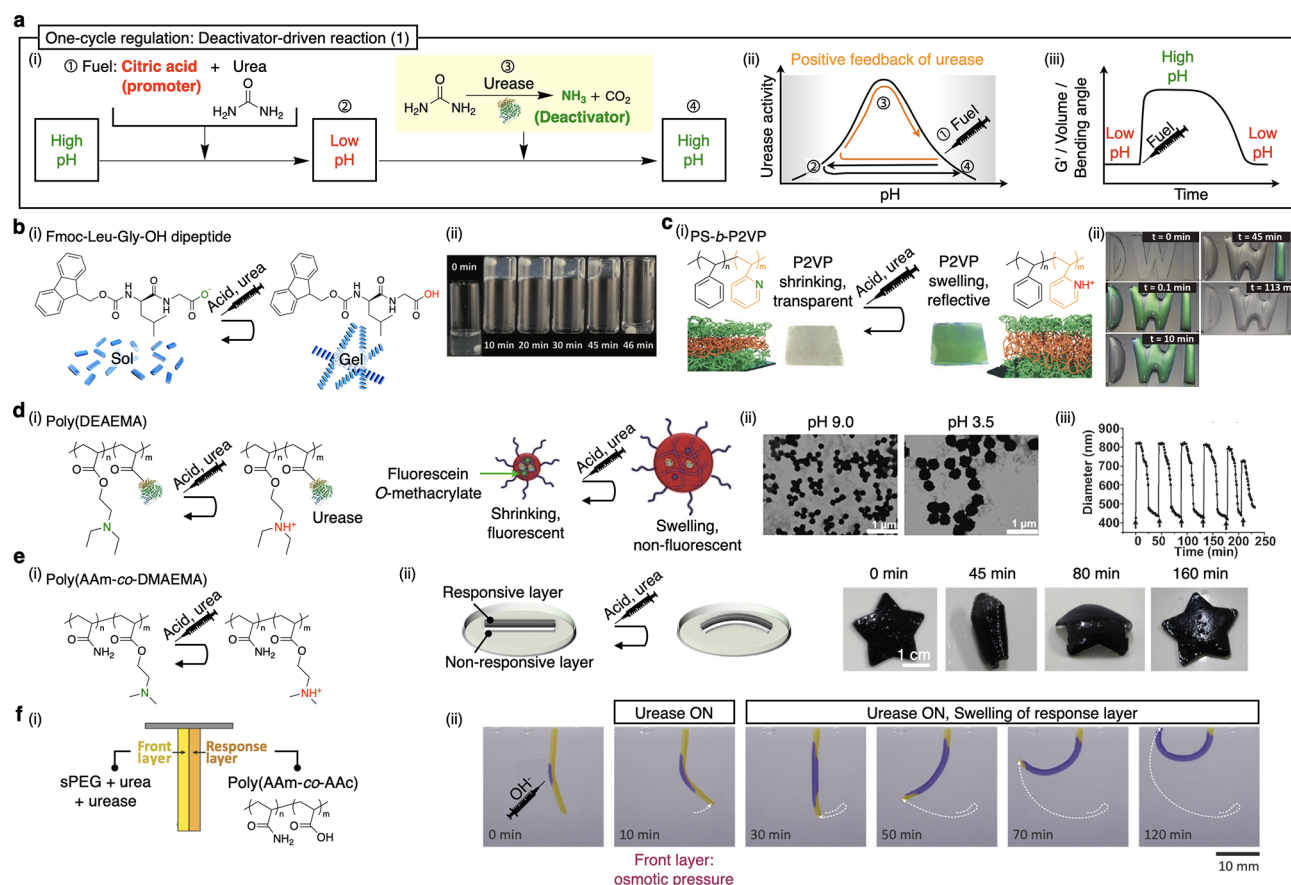 a
One-cycle regulation: Deactivator-driven reaction (1)
(i)
① Fuel: Citric acid + Urea
(promoter)
O
H₂N NH₂
High
pH
②
Low
pH
③
Urease
O
H₂N NH₂
NH₃ + CO₂
(Deactivator)
④
High
pH
(ii)
Positive feedback of urease
Urease activity
③
① Fuel
②
④
pH
(iii)
High
pH
G' / Volume /
Bending angle
Low
pH
Fuel
Low
pH
Time
b
(i) Fmoc-Leu-Gly-OH dipeptide
Acid, urea
Sol
Gel
(ii)
0 min
10 min
20 min
30 min
45 min
46 min
c
(i) PS-b-P2VP
P2VP
shrinking,
transparent
Acid, urea
P2VP
swelling,
reflective
n
m
N
n
m
NH⁺
(ii)
t = 0 min
t = 45 min
t = 0.1 min
t = 113 m
t = 10 min
d
(i) Poly(DEAEMA)
Acid, urea
Urease
Fluorescein
O-methacrylate
Shrinking,
fluorescent
Acid, urea
Swelling,
non-fluorescent
(ii)
pH 9.0
1 µm
pH 3.5
1 µm
(iii)
Diameter (nm)
900
800
700
600
500
400
0 50 100 150 200 250
Time (min)
e
(i) Poly(AAm-co-DMAEMA)
Acid, urea
(ii)
Responsive layer
Non-responsive layer
Acid, urea
0 min
45 min
80 min
160 min
1 cm
f
(i)
Front
layer
Response
layer
sPEG + urea
+ urease
Poly(AAm-co-AAc)
n
m
O NH₂
O OH
(ii)
Urease ON
Urease ON, Swelling of response layer
OH-
0 min
10 min
30 min
50 min
70 min
120 min
Front layer:
osmotic pressure
10 mm